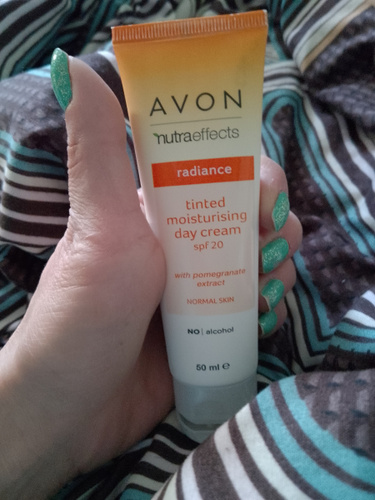 AVON
nutraeffects
radiance
tinted
moisturising
day cream
spf 20
with pomegranate
extract
NORMAL SKIN
NO | alcohol
50 ml ℮